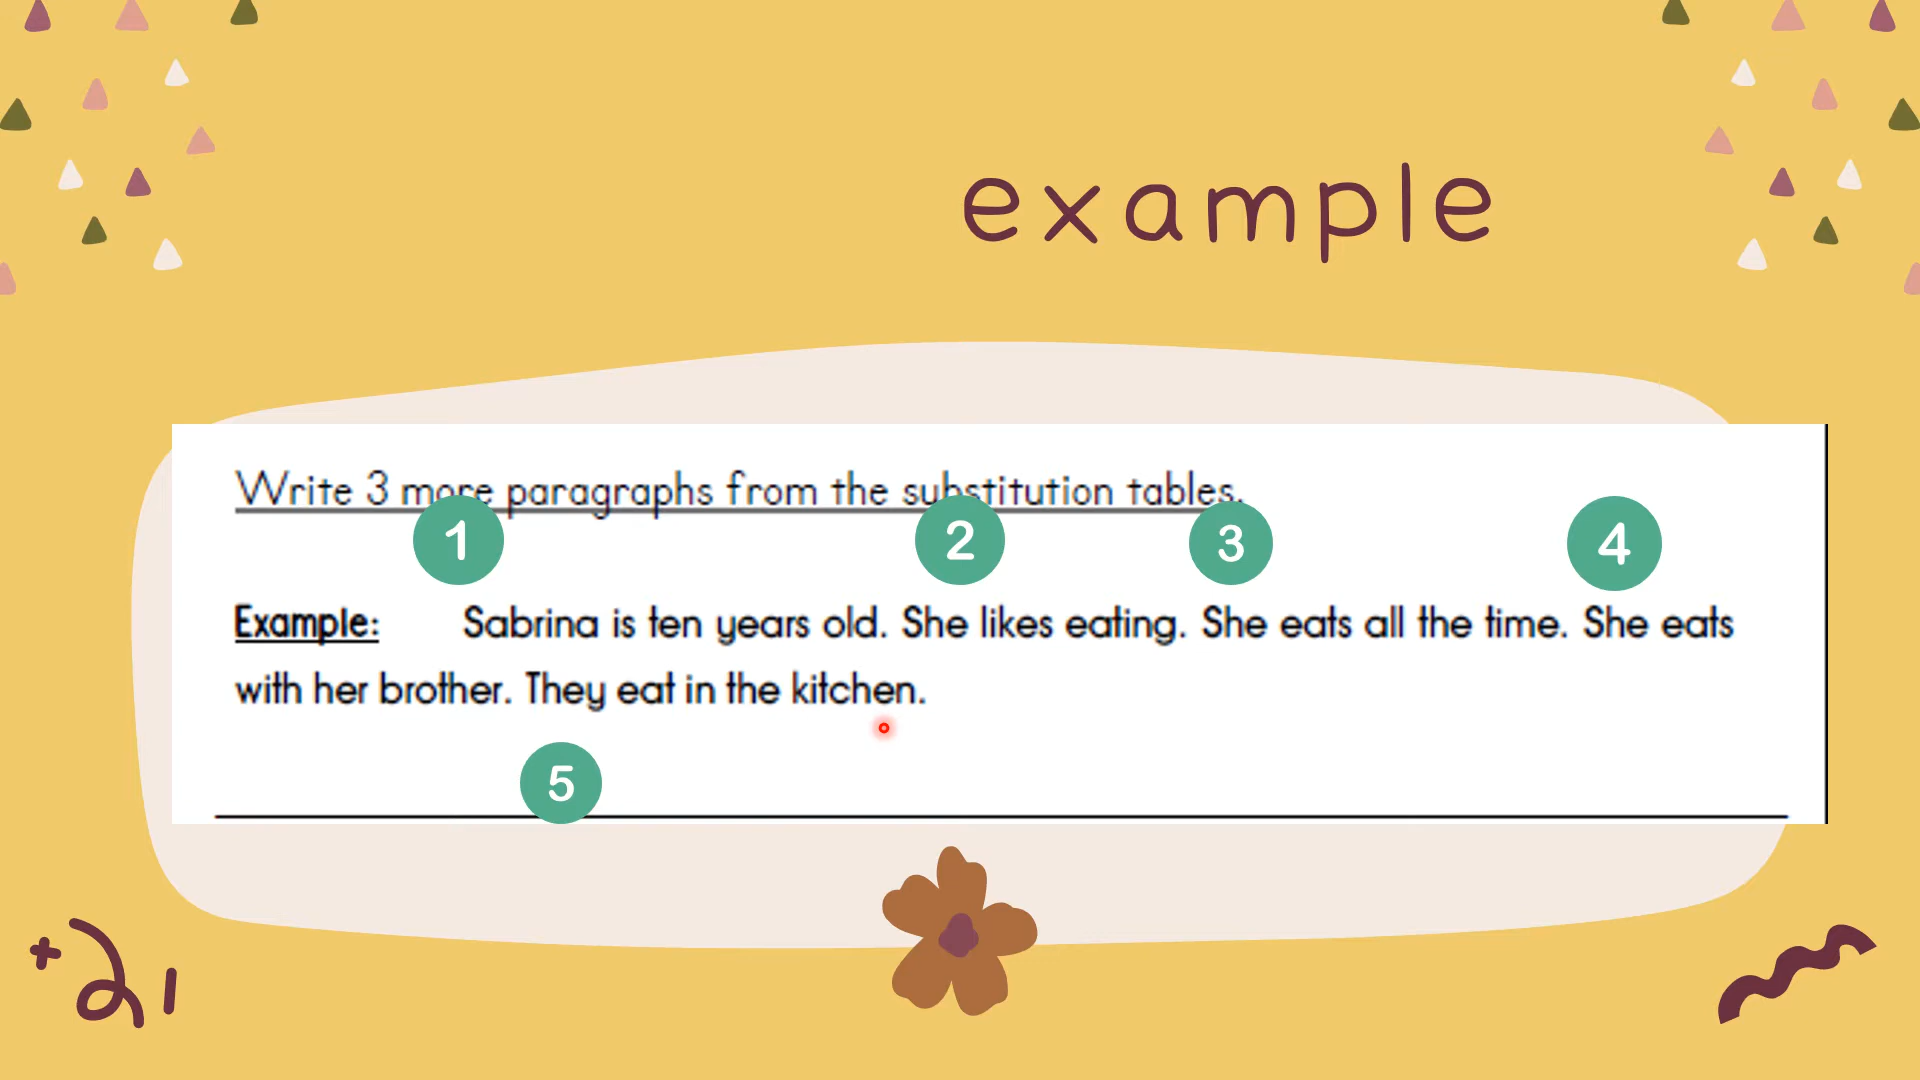 example
Write 3 more paragraphs from the substitution tables.
1 2 3 4
Example: Sabrina is ten years old. She likes eating. She eats all the time. She eats
with her brother. They eat in the kitchen.
5